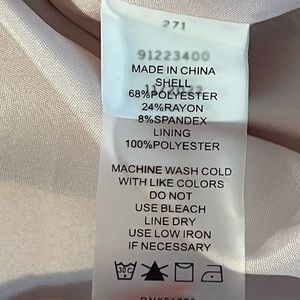 271
91223400
MADE IN CHINA
SHELL
68%POLYESTER
24%RAYON
8%SPANDEX
LINING
100%POLYESTER
MACHINE WASH COLD
WITH LIKE COLORS
DO NOT
USE BLEACH
LINE DRY
USE LOW IRON
IF NECESSARY
30C